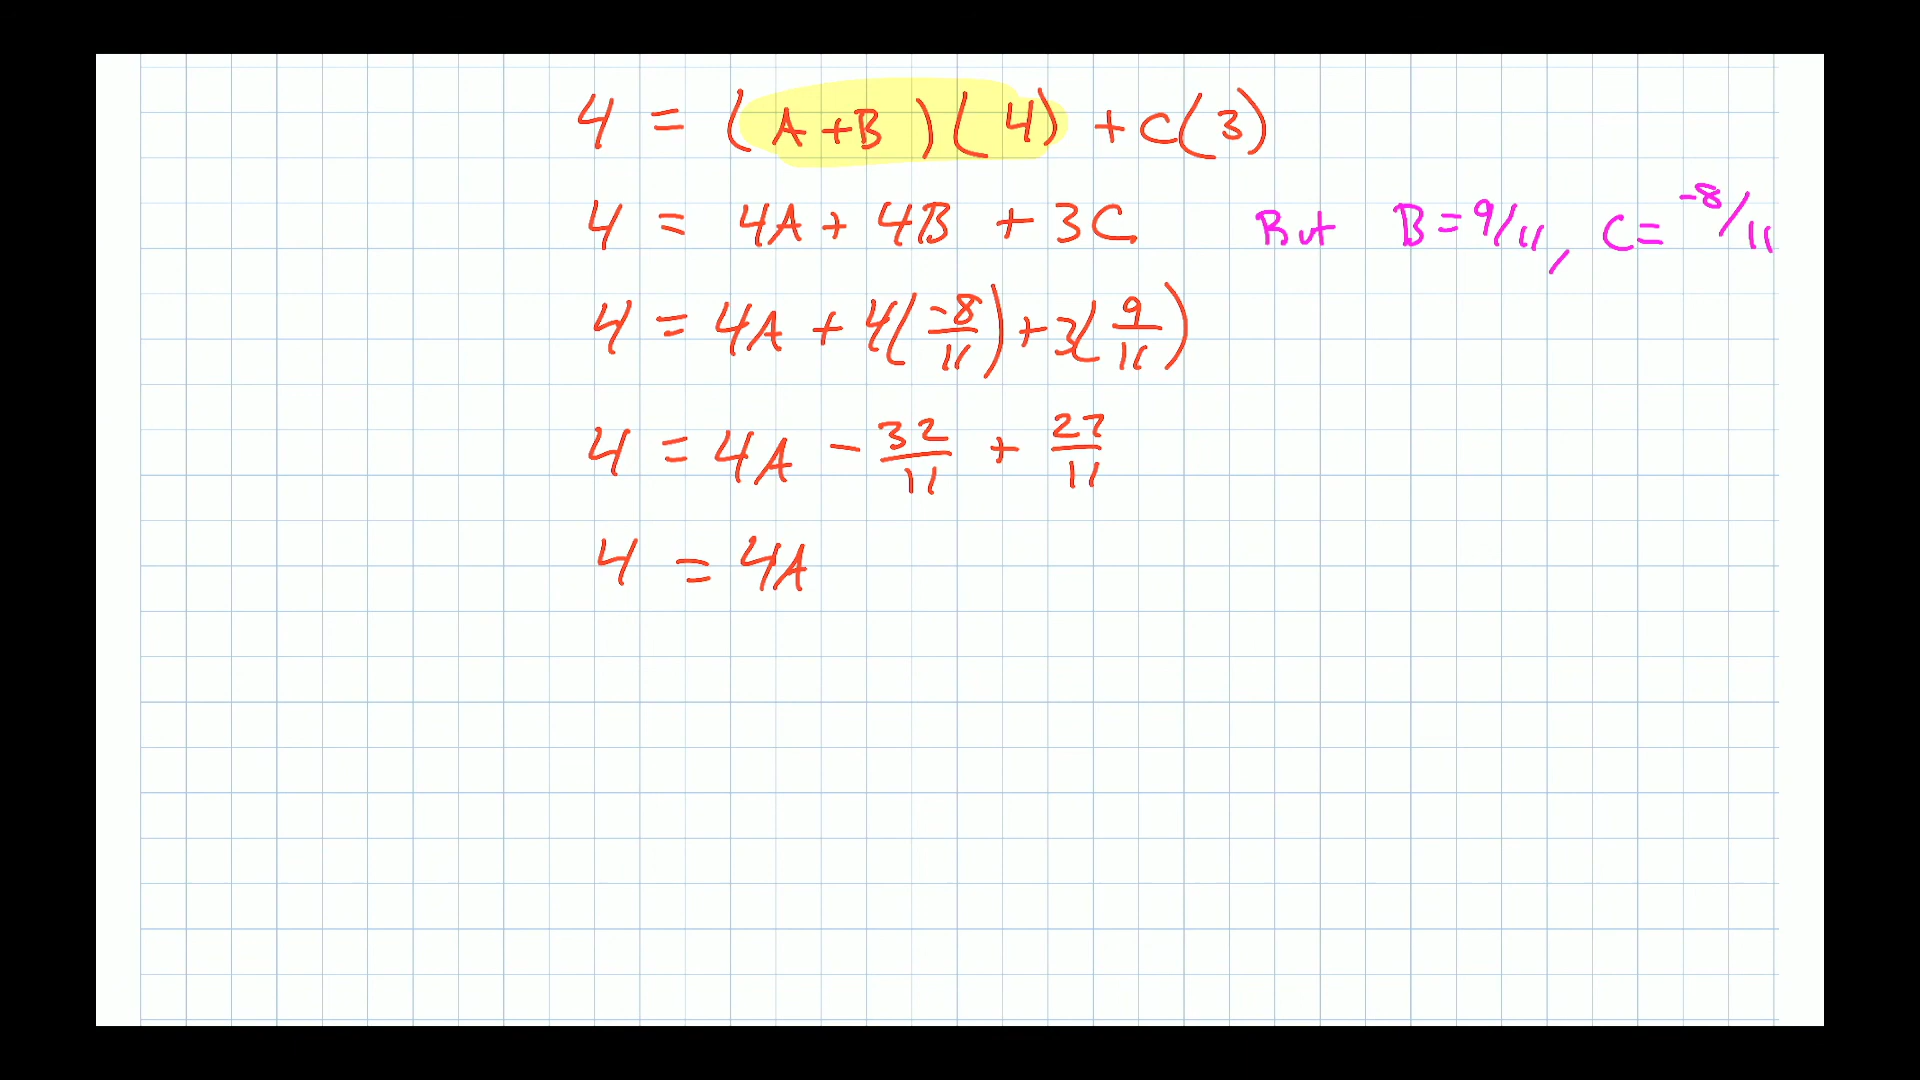 4 = (A+B)(4) + C(3)
4 = 4A + 4B + 3C But B=9/11, C=-8/11
4 = 4A + 4(-8/11) + 3(9/11)
4 = 4A - 32/11 + 27/11
4 = 4A